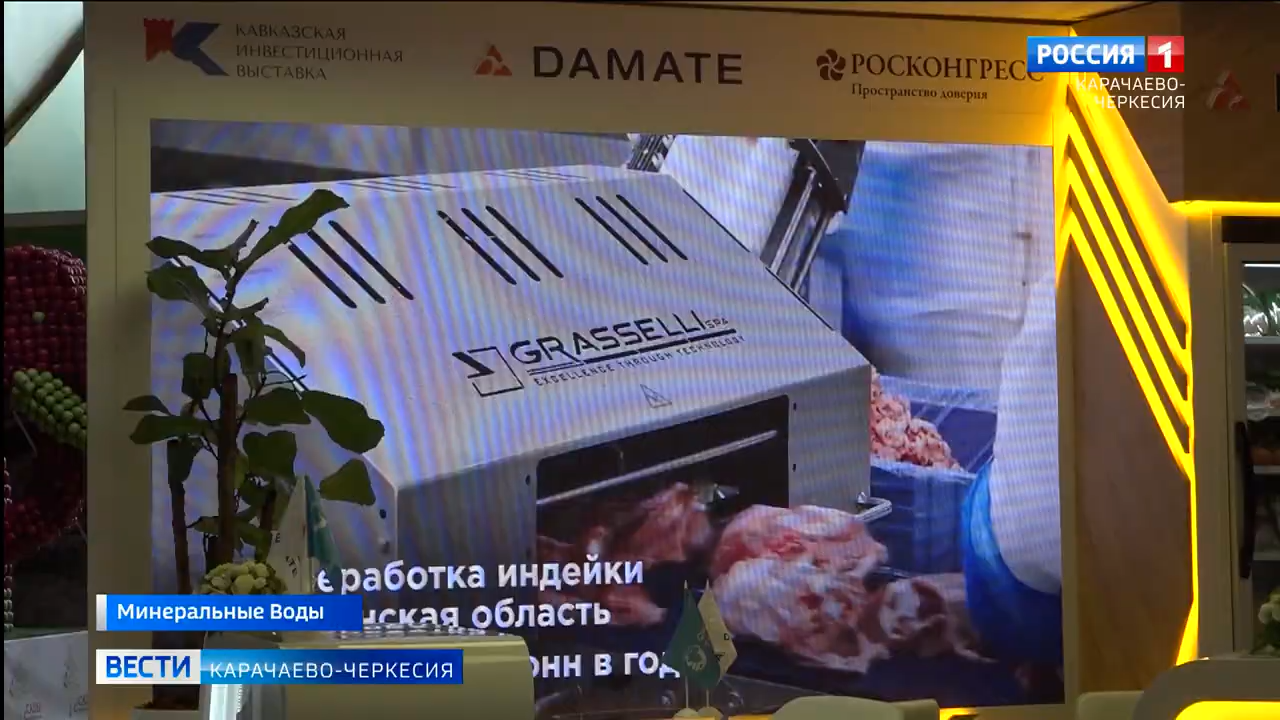 КАВКАЗСКАЯ
ИНВЕСТИЦИОННАЯ
ВЫСТАВКА
DAMATE
РОСКОНГРЕСС
Пространство доверия
РОССИЯ 1
КАРАЧАЕВО-
ЧЕРКЕСИЯ
GRASSELLI SPA
EXCELLENCE THROUGH TECHNOLOGY
работка индейки
нская область
онн в год
Минеральные Воды
ВЕСТИ КАРАЧАЕВО-ЧЕРКЕСИЯ